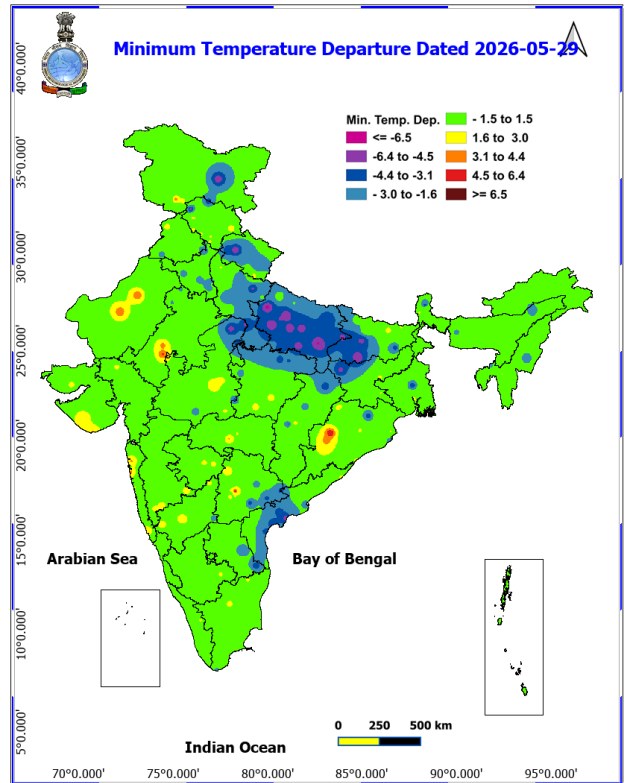 Minimum Temperature Departure Dated 2026-05-29
Min. Temp. Dep.
<= -6.5
-6.4 to -4.5
-4.4 to -3.1
- 3.0 to -1.6
- 1.5 to 1.5
1.6 to 3.0
3.1 to 4.4
4.5 to 6.4
>= 6.5
40°0.000'
35°0.000'
30°0.000'
25°0.000'
20°0.000'
15°0.000'
10°0.000'
5°0.000'
Arabian Sea
Bay of Bengal
Indian Ocean
0 250 500 km
70°0.000' 75°0.000' 80°0.000' 85°0.000' 90°0.000' 95°0.000'